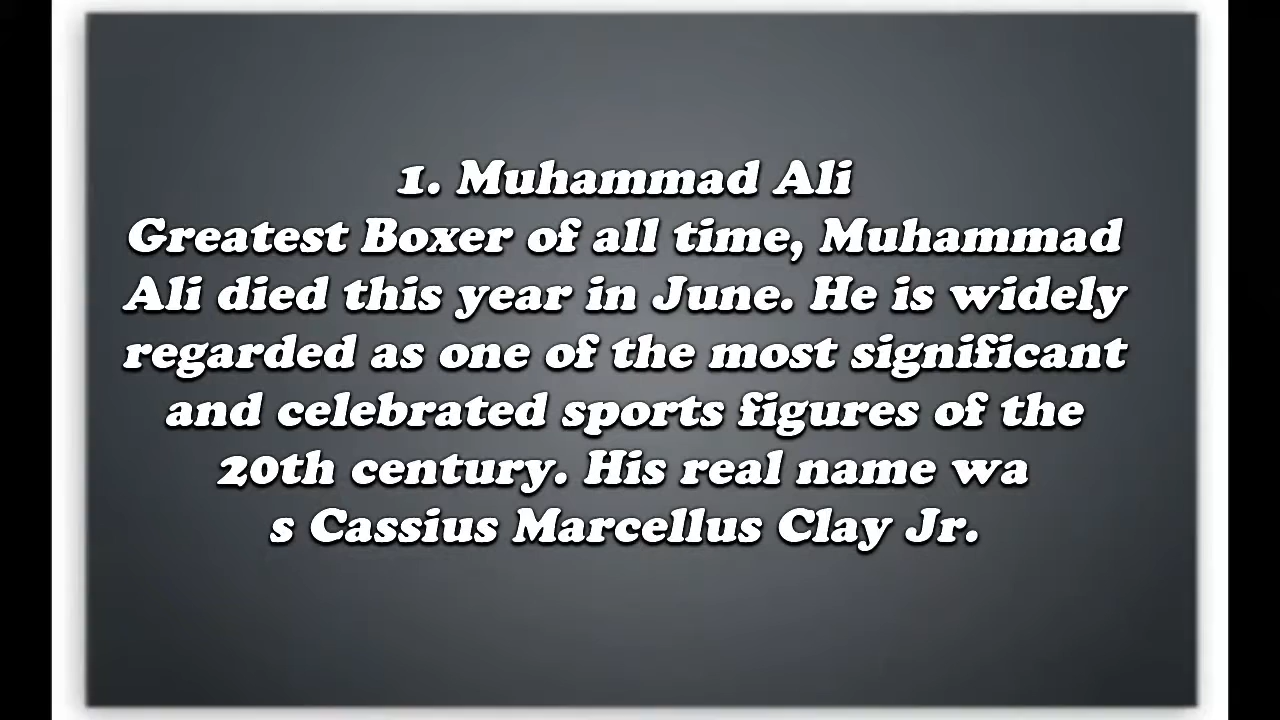 1. Muhammad Ali
Greatest Boxer of all time, Muhammad
Ali died this year in June. He is widely
regarded as one of the most significant
and celebrated sports figures of the
20th century. His real name wa
s Cassius Marcellus Clay Jr.